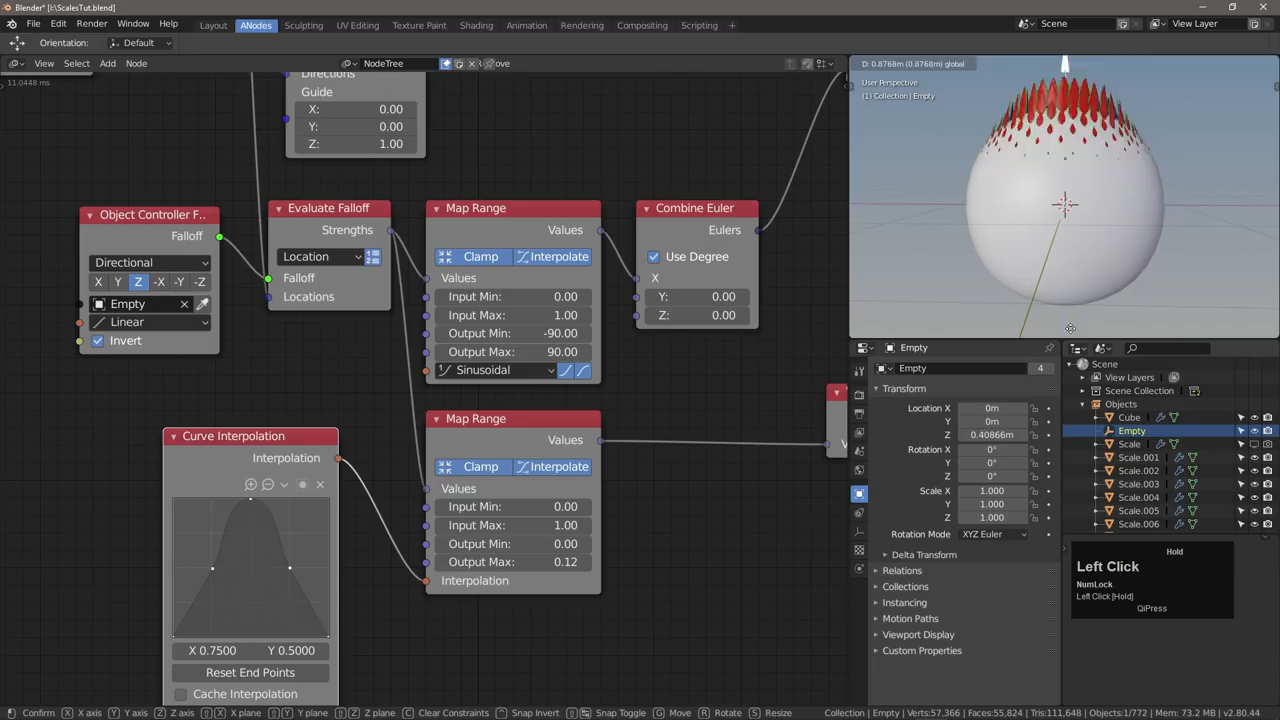 Blender* [I:\ScalesTut.blend]
File Edit Render Window Help
Layout ANodes Sculpting UV Editing Texture Paint Shading Animation Rendering Compositing Scripting +
Scene
View Layer
Orientation: Default
View Select Add Node
NodeTree
11.0448 ms
D: 0.8768m (0.8768m) global
User Perspective
(1) Collection | Empty
Directions
Guide
X: 0.00
Y: 0.00
Z: 1.00
Object Controller F..
Falloff
Directional
X Y Z -X -Y -Z
Empty
Linear
Invert
Evaluate Falloff
Strengths
Location
Falloff
Locations
Map Range
Values
Clamp Interpolate
Values
Input Min: 0.00
Input Max: 1.00
Output Min: -90.00
Output Max: 90.00
Sinusoidal
Combine Euler
Eulers
Use Degree
X
Y: 0.00
Z: 0.00
Map Range
Values
Clamp Interpolate
Values
Input Min: 0.00
Input Max: 1.00
Output Min: 0.00
Output Max: 0.12
Interpolation
Curve Interpolation
Interpolation
X 0.7500 Y 0.5000
Reset End Points
Cache Interpolation
Empty
Empty 4
Transform
Location X 0m
Y 0m
Z 0.40866m
Rotation X 0°
Y 0°
Z 0°
Scale X 1.000
Y 1.000
Z 1.000
Rotation Mode XYZ Euler
Delta Transform
Relations
Collections
Instancing
Motion Paths
Viewport Display
Custom Properties
Scene
View Layers
Scene Collection
Objects
Cube
Empty
Scale
Scale.001
Scale.002
Scale.003
Scale.004
Scale.005
Scale.006
Hold
Left Click
NumLock
Left Click [Hold]
QiPress
Confirm X X axis Y Y axis Z Z axis X X plane Y Y plane Z Z plane C Clear Constraints Snap Invert Snap Toggle G Move R Rotate S Resize
Collection | Empty | Verts:57,366 | Faces:55,824 | Tris:111,648 | Objects:1/772 | Mem: 73.2 MB | v2.80.44